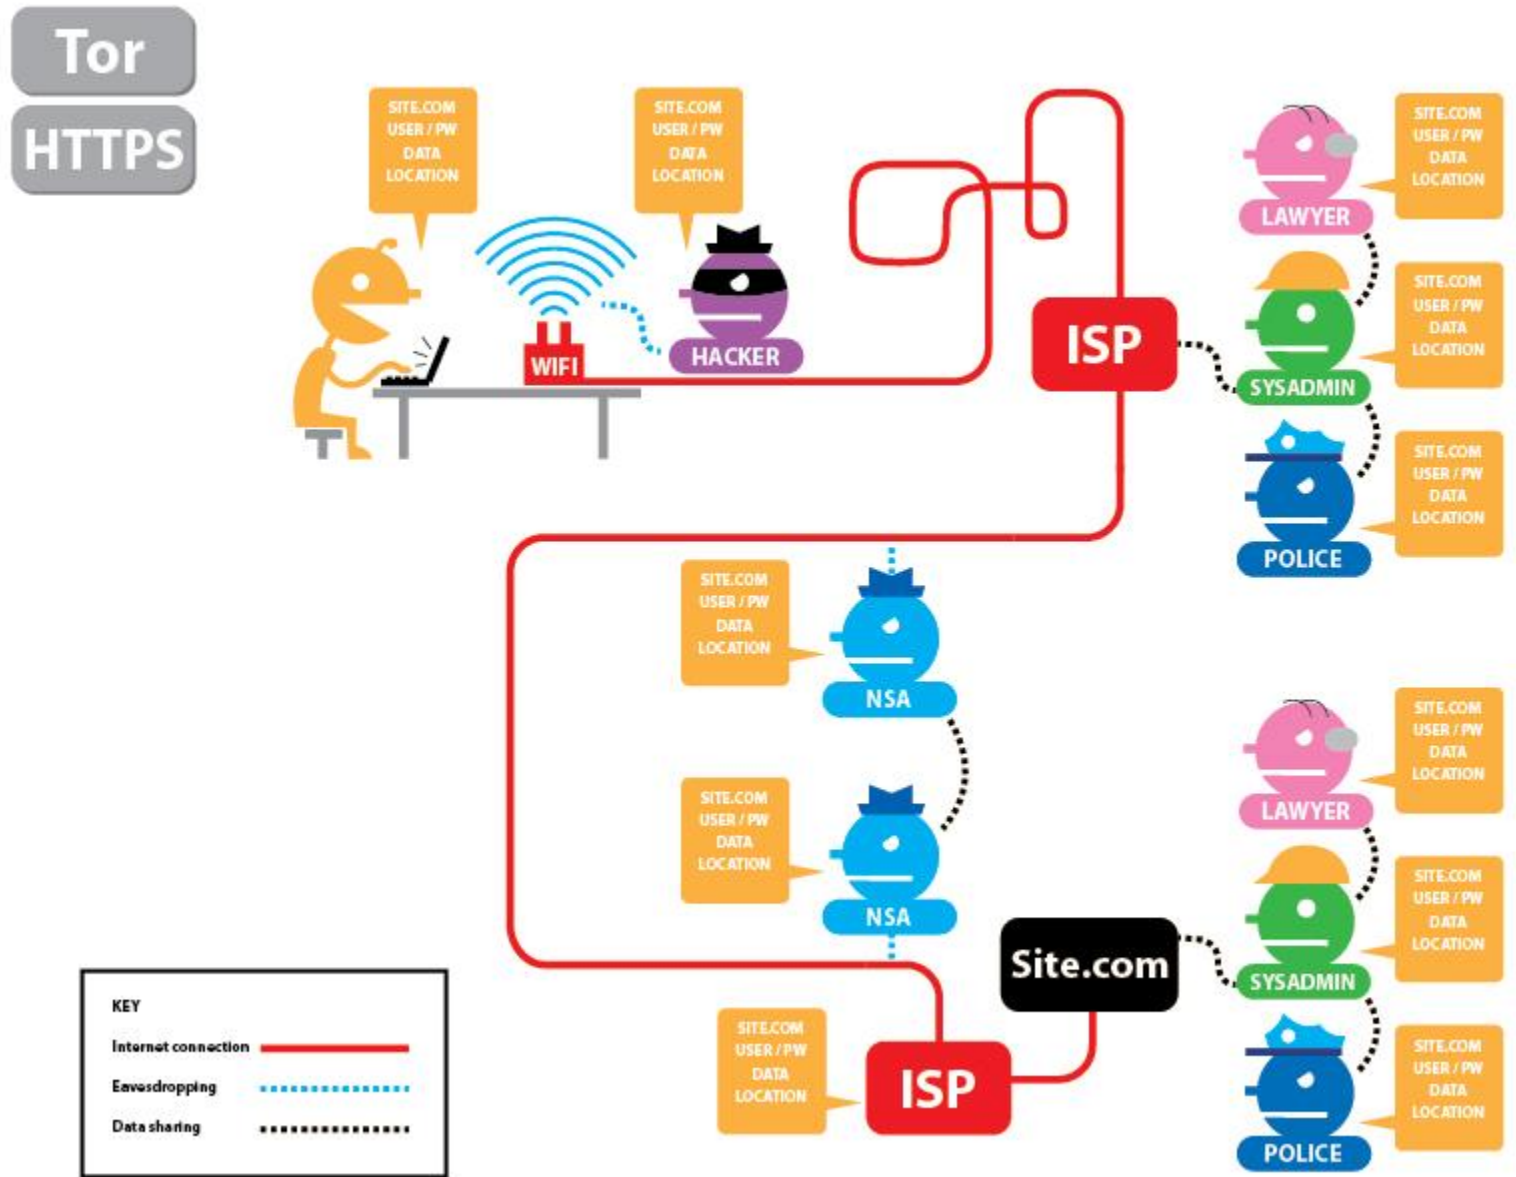 Tor
HTTPS
SITE.COM
USER / PW
DATA
LOCATION
SITE.COM
USER / PW
DATA
LOCATION
WIFI
HACKER
ISP
SITE.COM
USER / PW
DATA
LOCATION
LAWYER
SITE.COM
USER / PW
DATA
LOCATION
SYSADMIN
SITE.COM
USER / PW
DATA
LOCATION
POLICE
SITE.COM
USER / PW
DATA
LOCATION
NSA
SITE.COM
USER / PW
DATA
LOCATION
NSA
SITE.COM
USER / PW
DATA
LOCATION
ISP
Site.com
SITE.COM
USER / PW
DATA
LOCATION
LAWYER
SITE.COM
USER / PW
DATA
LOCATION
SYSADMIN
SITE.COM
USER / PW
DATA
LOCATION
POLICE
KEY
Internet connection
Eavesdropping
Data sharing